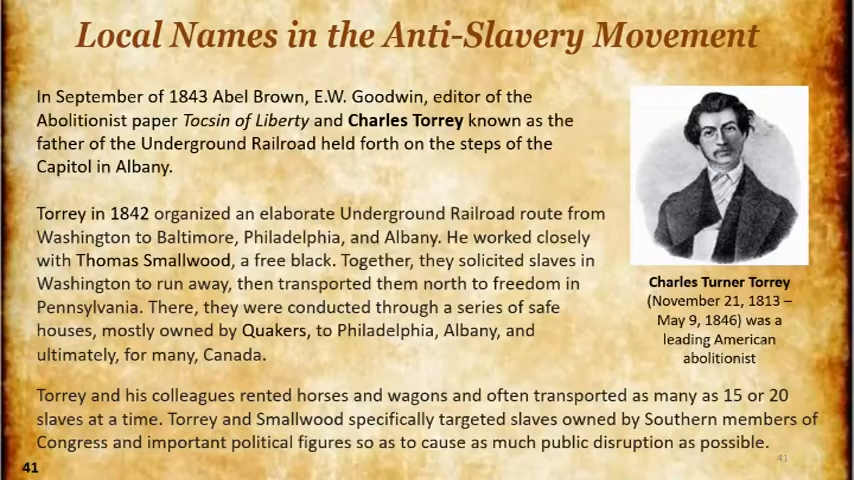 Local Names in the Anti-Slavery Movement
In September of 1843 Abel Brown, E.W. Goodwin, editor of the
Abolitionist paper Tocsin of Liberty and Charles Torrey known as the
father of the Underground Railroad held forth on the steps of the
Capitol in Albany.
Torrey in 1842 organized an elaborate Underground Railroad route from
Washington to Baltimore, Philadelphia, and Albany. He worked closely
with Thomas Smallwood, a free black. Together, they solicited slaves in
Washington to run away, then transported them north to freedom in
Pennsylvania. There, they were conducted through a series of safe
houses, mostly owned by Quakers, to Philadelphia, Albany, and
ultimately, for many, Canada.
Charles Turner Torrey
(November 21, 1813 –
May 9, 1846) was a
leading American
abolitionist
Torrey and his colleagues rented horses and wagons and often transported as many as 15 or 20
slaves at a time. Torrey and Smallwood specifically targeted slaves owned by Southern members of
Congress and important political figures so as to cause as much public disruption as possible.
41
41